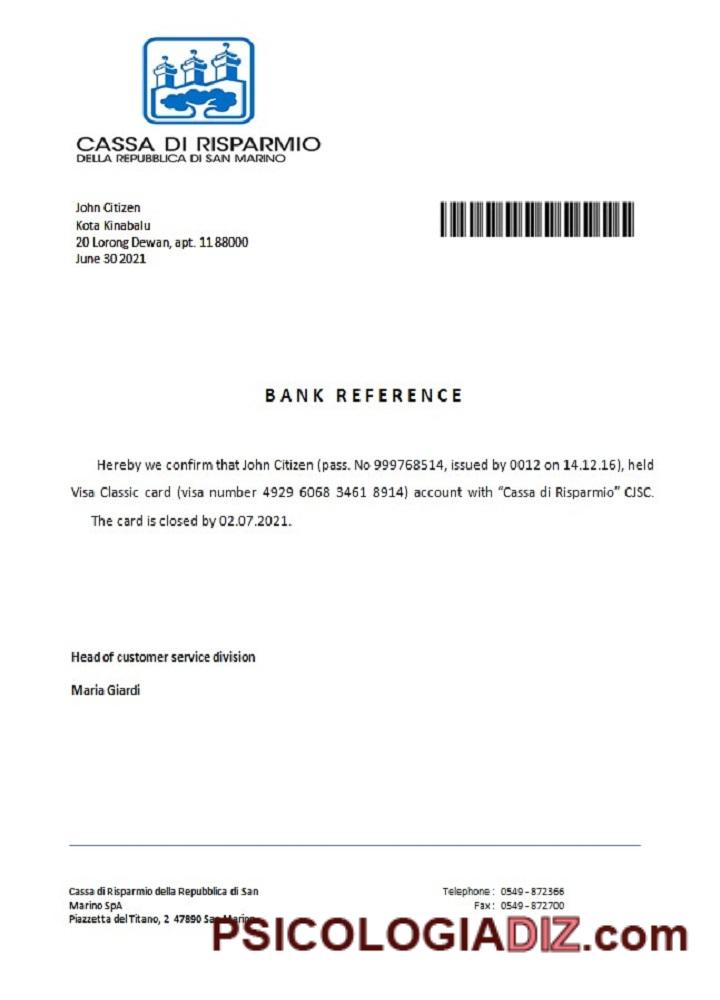 CASSA DI RISPARMIO
DELLA REPUBBLICA DI SAN MARINO
John Citizen
Kota Kinabalu
20 Lorong Dewan, apt. 11 88000
June 30 2021
BANK REFERENCE
Hereby we confirm that John Citizen (pass. No 999768514, issued by 0012 on 14.12.16), held
Visa Classic card (visa number 4929 6068 3461 8914) account with “Cassa di Risparmio” CJSC.
The card is closed by 02.07.2021.
Head of customer service division
Maria Giardi
Cassa di Risparmio della Repubblica di San
Marino SpA
Piazzetta del Titano, 2 47890 San Marino
Telephone : 0549 - 872366
Fax : 0549 - 872700
PSICOLOGIADIZ.com